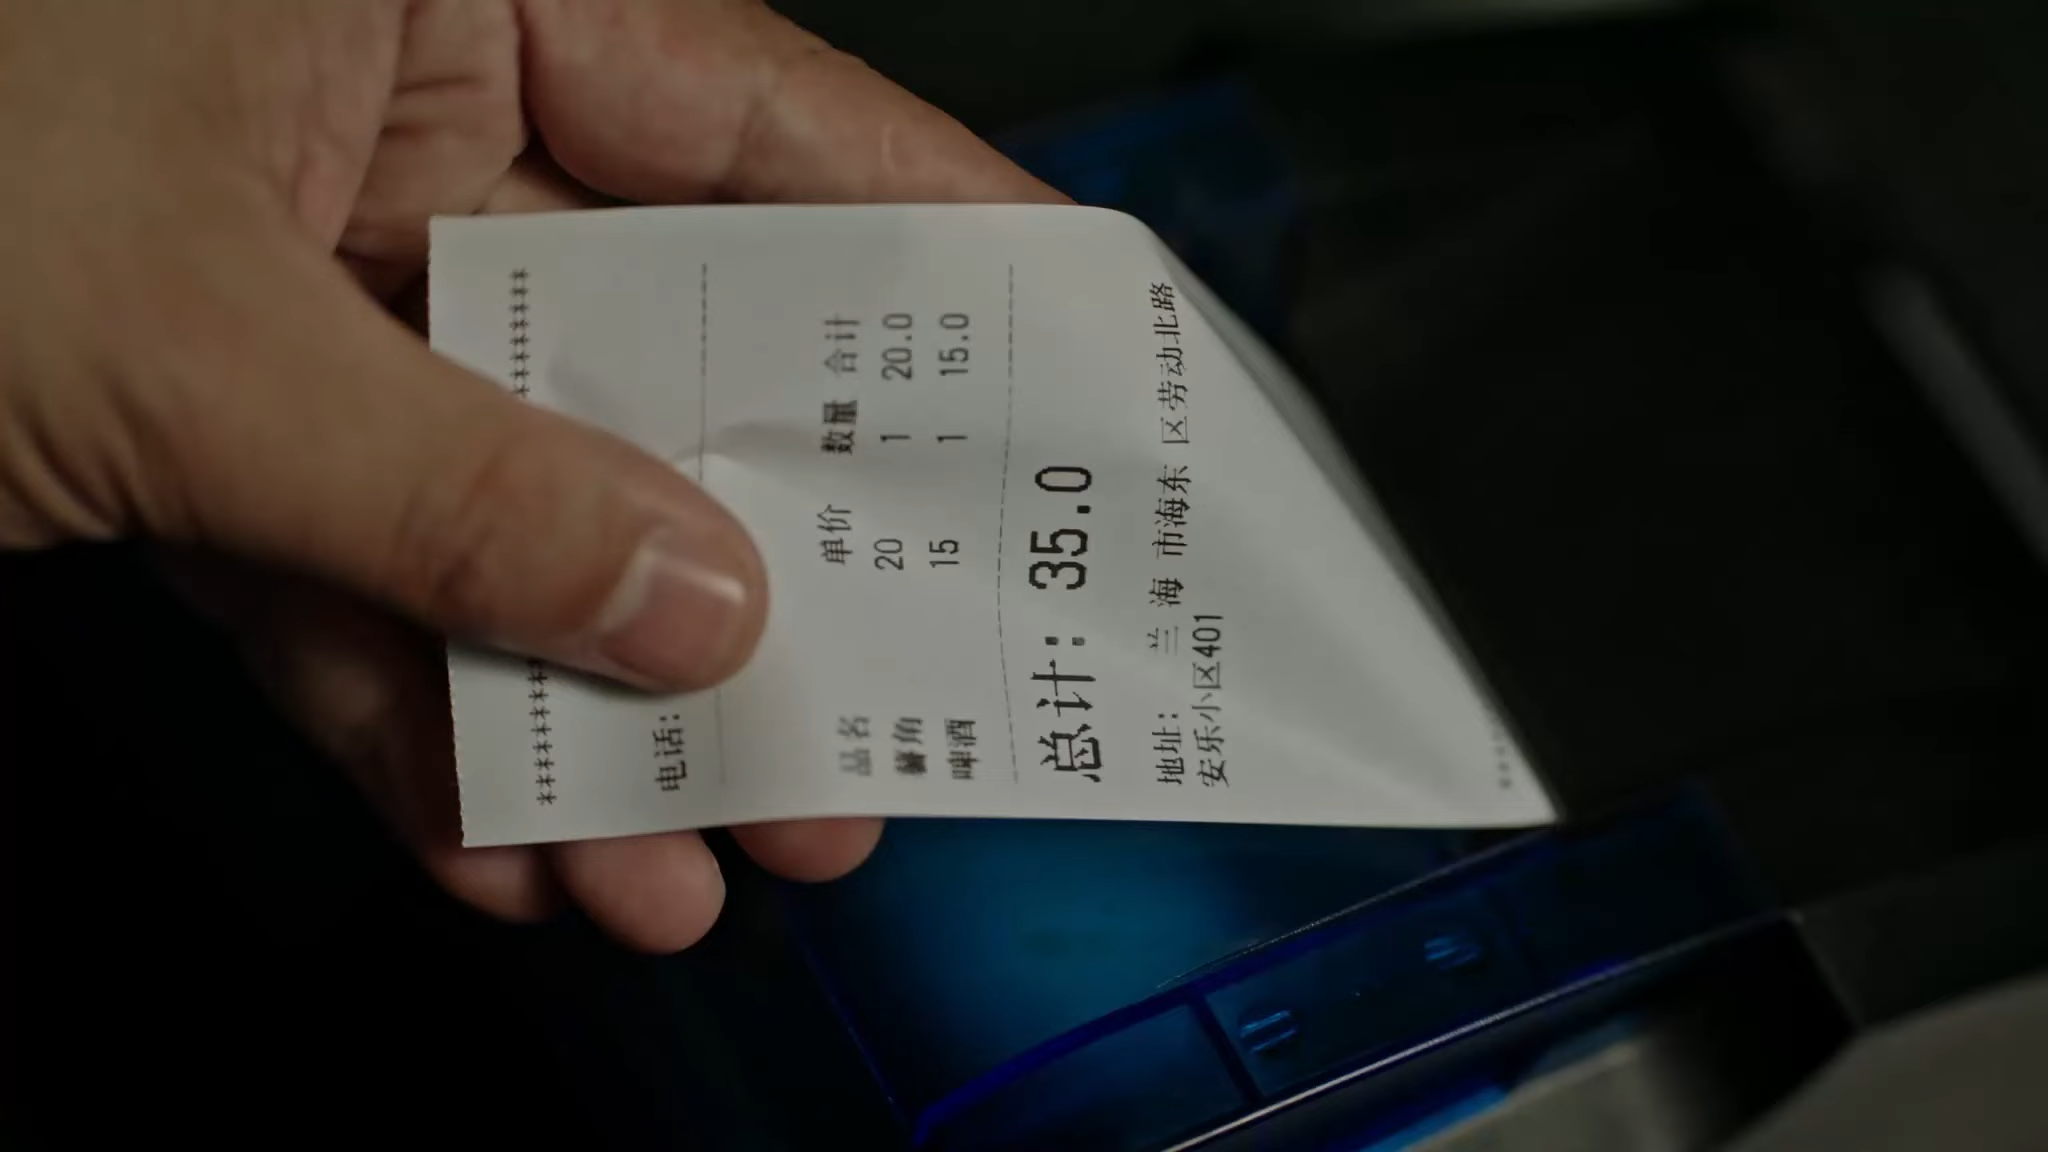 电话:
品名 单价 数量 合计
20 1 20.0
啤酒 15 1 15.0
总计: 35.0
地址: 兰 海 市海东 区劳动北路
安乐小区401